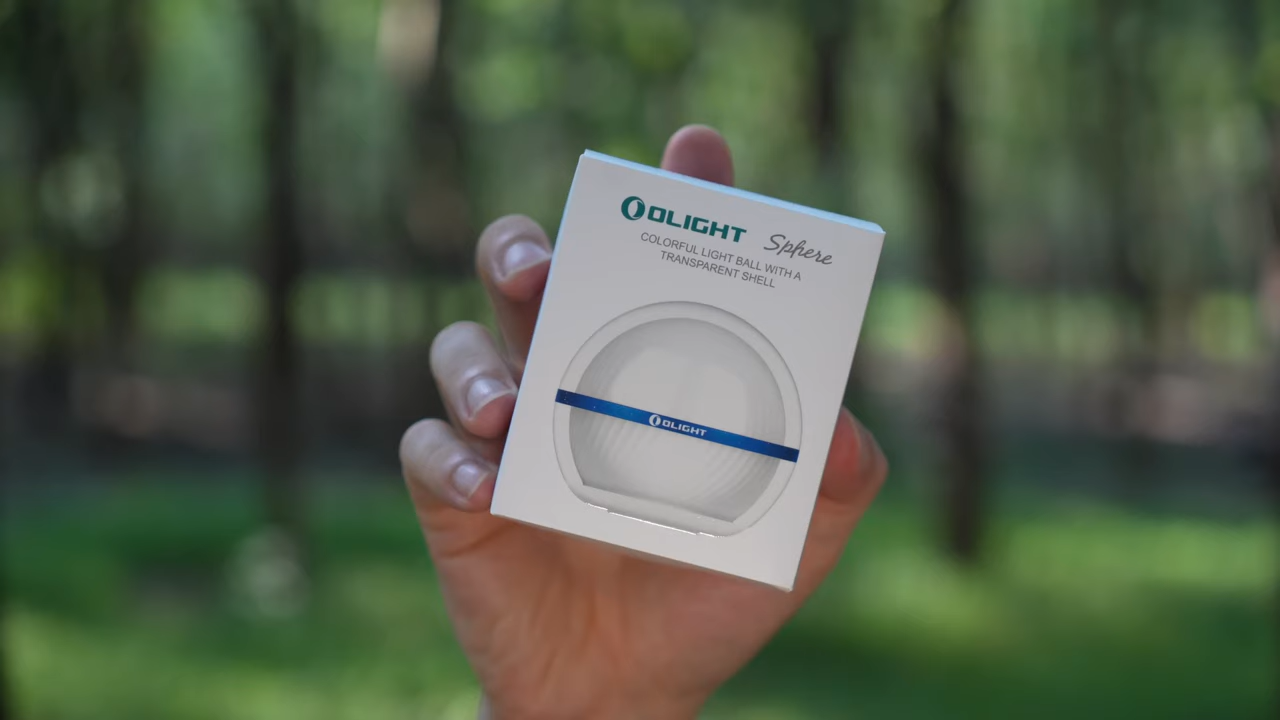 OLIGHT Sphere
COLORFUL LIGHT BALL WITH A
TRANSPARENT SHELL
OLIGHT